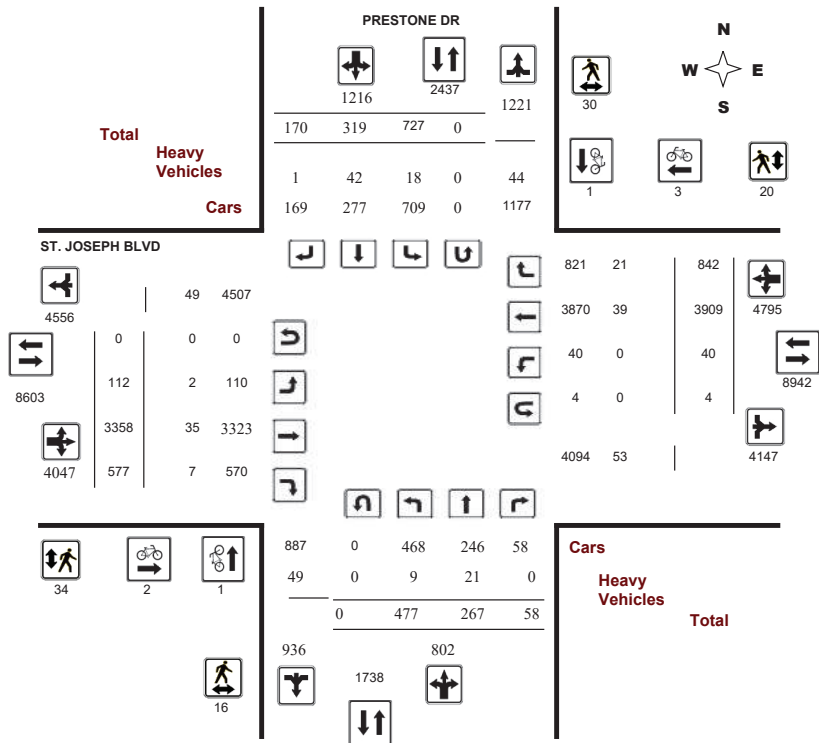 PRESTONE DR
N
W E
S
1216
2437
1221
30
170 319 727 0
Total
Heavy
Vehicles
Cars
1 42 18 0 44
169 277 709 0 1177
1 3 20
ST. JOSEPH BLVD
4556
49 4507
0 0 0
8603
112 2 110
3358 35 3323
4047
577 7 570
821 21 842
3870 39 3909
4795
40 0 40
8942
4 0 4
4094 53
4147
34 2 1
16
887 0 468 246 58
49 0 9 21 0
0 477 267 58
936 802
1738
Cars
Heavy
Vehicles
Total